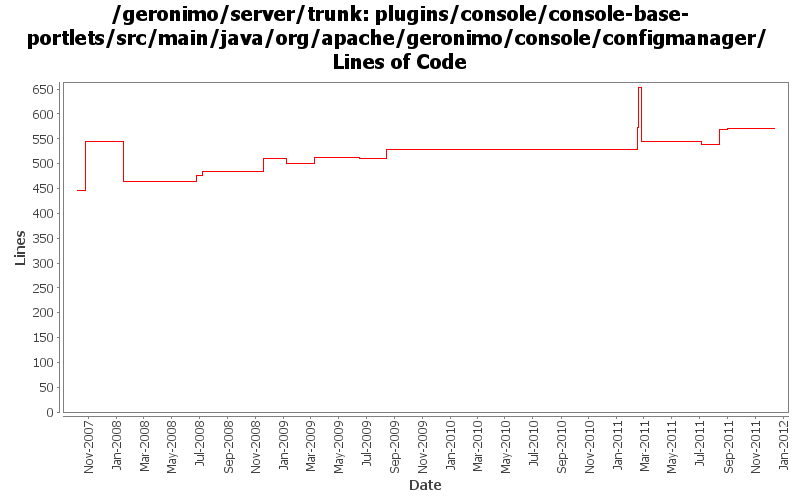 /geronimo/server/trunk: plugins/console/console-base-
portlets/src/main/java/org/apache/geronimo/console/configmanager/
Lines of Code
650
600
550
500
450
400
350
300
250
200
150
100
50
0
Lines
Nov-2007
Jan-2008
Mar-2008
May-2008
Jul-2008
Sep-2008
Nov-2008
Jan-2009
Mar-2009
May-2009
Jul-2009
Sep-2009
Nov-2009
Jan-2010
Mar-2010
May-2010
Jul-2010
Sep-2010
Nov-2010
Jan-2011
Mar-2011
May-2011
Jul-2011
Sep-2011
Nov-2011
Jan-2012
Date